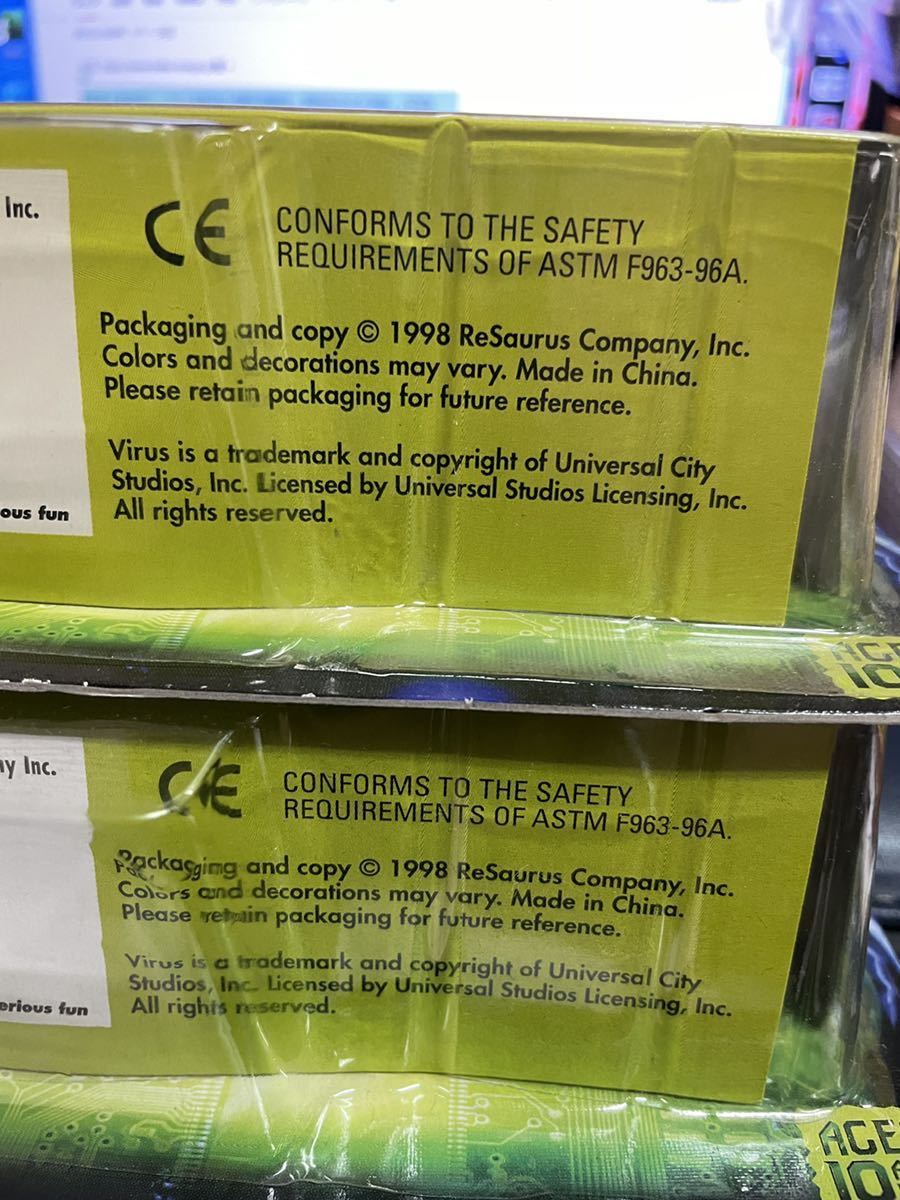 Inc.
CE
CONFORMS TO THE SAFETY
REQUIREMENTS OF ASTM F963-96A.
Packaging and copy © 1998 ReSaurus Company, Inc.
Colors and decorations may vary. Made in China.
Please retain packaging for future reference.
Virus is a trademark and copyright of Universal City
Studios, Inc. Licensed by Universal Studios Licensing, Inc.
All rights reserved.
ous fun
AGE
10
y Inc.
CE
CONFORMS TO THE SAFETY
REQUIREMENTS OF ASTM F963-96A.
Packaging and copy © 1998 ReSaurus Company, Inc.
Colors and decorations may vary. Made in China.
Please retain packaging for future reference.
Virus is a trademark and copyright of Universal City
Studios, Inc. Licensed by Universal Studios Licensing, Inc.
All rights reserved.
erious fun
AGE
10